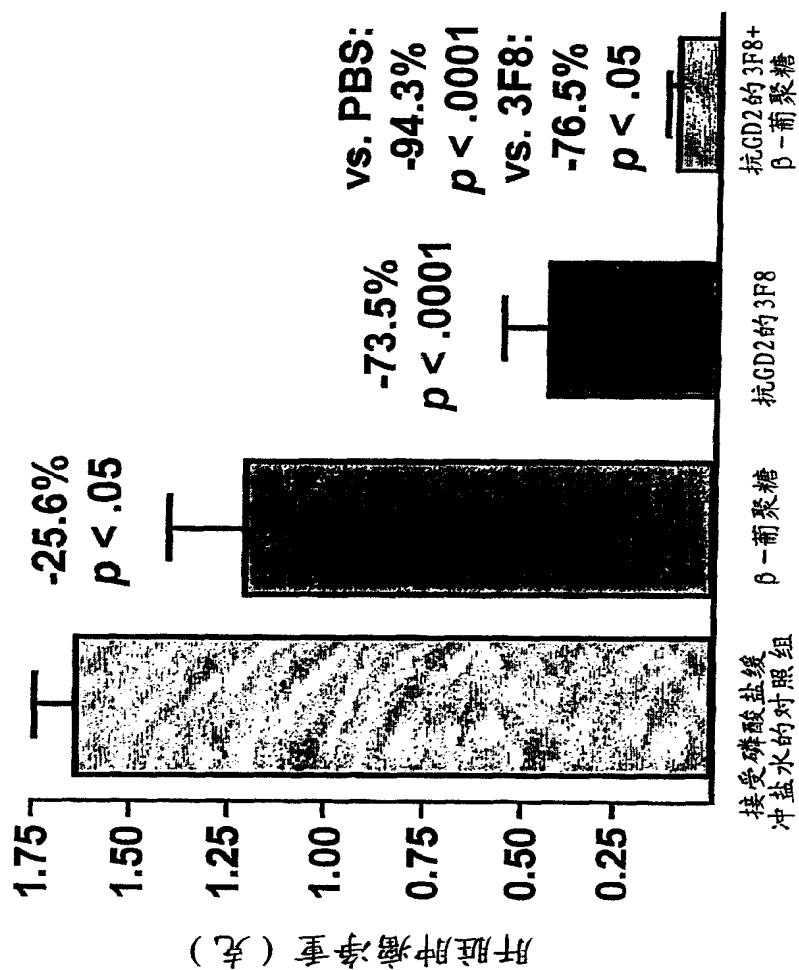 肝脏肿瘤净重（克）
1.75
1.50
1.25
1.00
0.75
0.50
0.25
-25.6%
p < .05
-73.5%
p < .0001
vs. PBS:
-94.3%
p < .0001
vs. 3F8:
-76.5%
p < .05
接受磷酸盐缓
冲盐水的对照组
β-葡聚糖
抗GD2的3F8
抗GD2的3F8+
β-葡聚糖